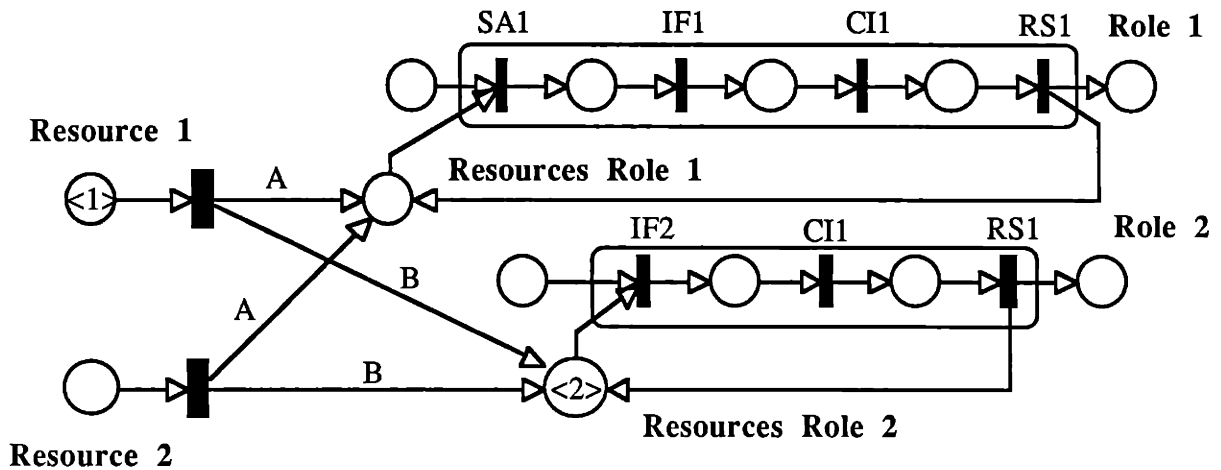 SA1 IF1 CI1 RS1 Role 1
Resource 1
<1> A Resources Role 1
IF2 CI1 RS1 Role 2
B
A
B
<2>
Resources Role 2
Resource 2